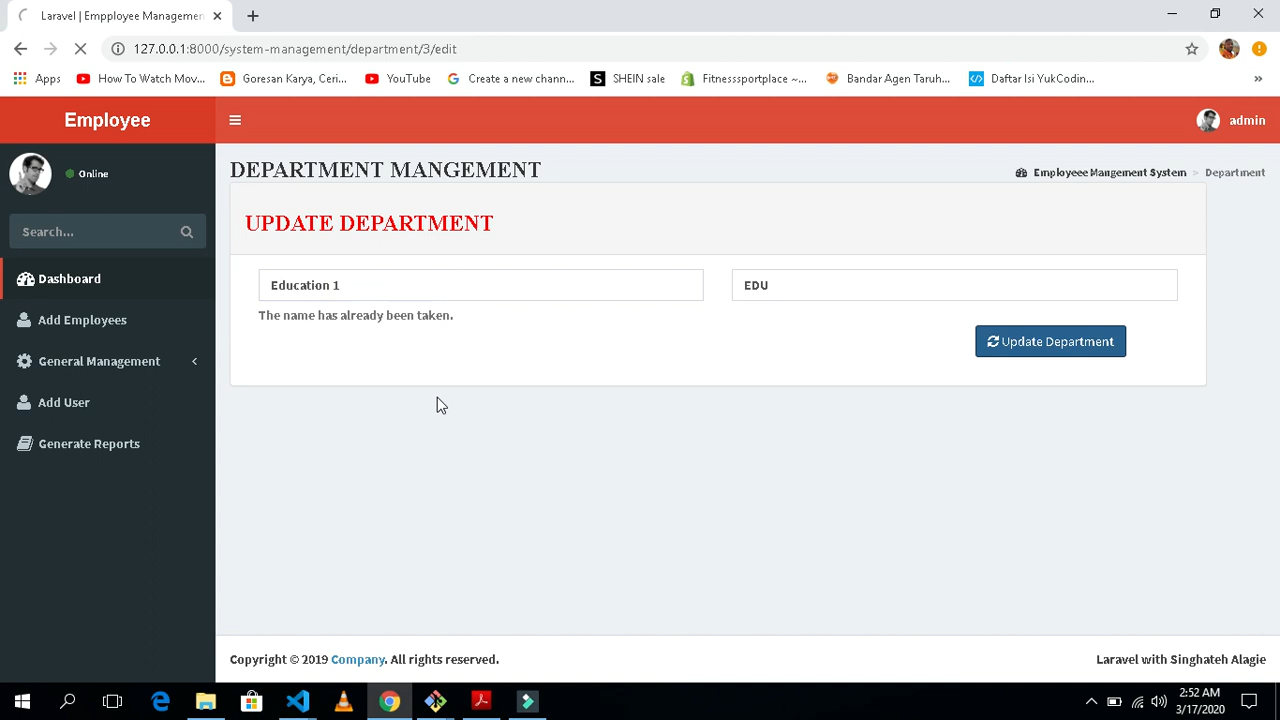 Laravel | Empployee Managemen
127.0.0.1:8000/system-management/department/3/edit
Apps
How To Watch Mov...
Goresan Karya, Ceri...
YouTube
Create a new chann...
S
SHEIN sale
Fitnesssportplace ~...
Bandar Agen Taruh...
Daftar Isi YukCodin...
»
Employee
admin
Online
Search...
Dashboard
Add Employees
General Management
Add User
Generate Reports
DEPARTMENT MANGEMENT
Employeee Mangement System > Department
UPDATE DEPARTMENT
Education 1
EDU
The name has already been taken.
Update Department
Copyright © 2019 Company. All rights reserved.
Laravel with Singhateh Alagie
2:52 AM
3/17/2020